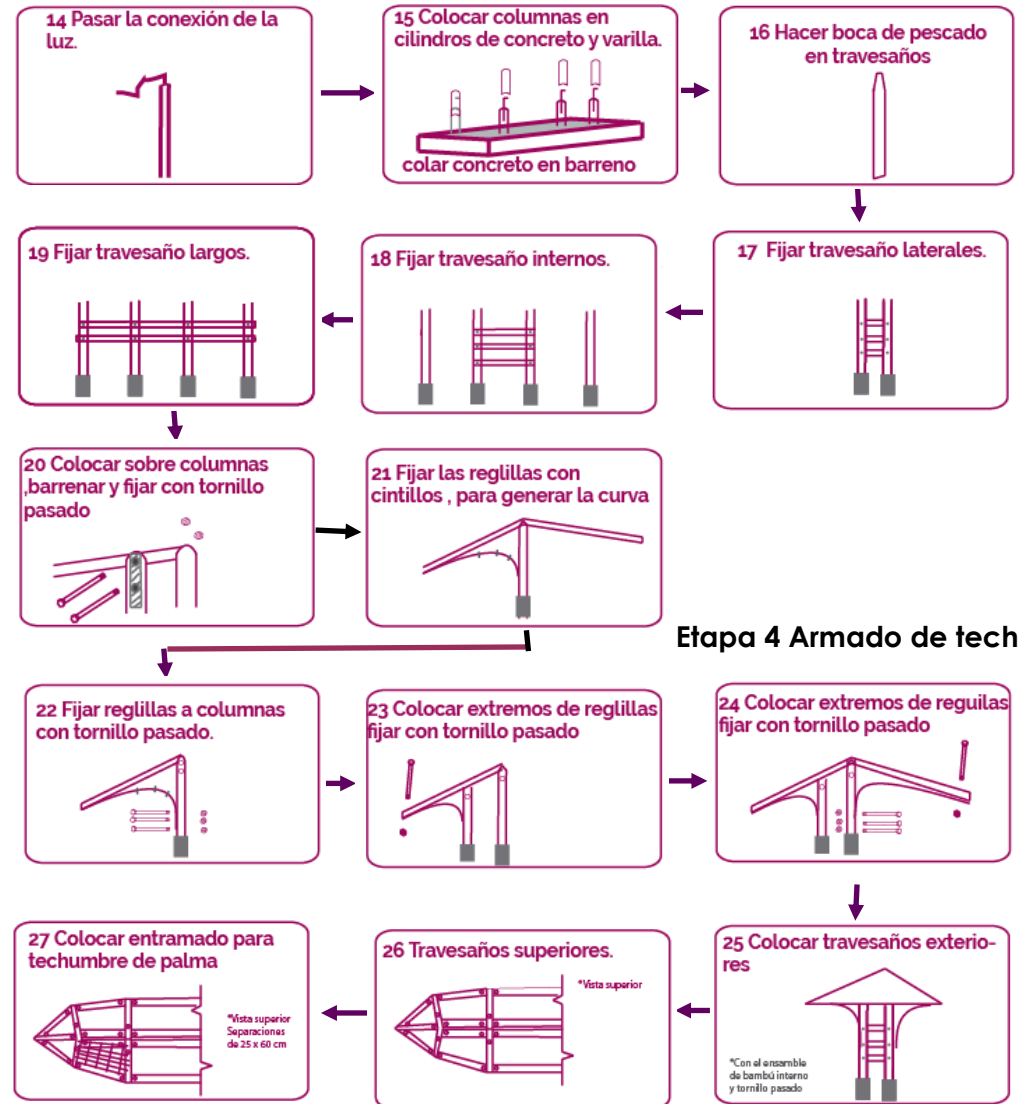 14 Pasar la conexión de la
luz.
15 Colocar columnas en
cilindros de concreto y varilla.
colar concreto en barreno
16 Hacer boca de pescado
en travesaños
17 Fijar travesaño laterales.
18 Fijar travesaño internos.
19 Fijar travesaño largos.
20 Colocar sobre columnas
,barrenar y fijar con tornillo
pasado
21 Fijar las reglillas con
cintillos , para generar la curva
Etapa 4 Armado de tech
22 Fijar reglillas a columnas
con tornillo pasado.
23 Colocar extremos de reglillas
fijar con tornillo pasado
24 Colocar extremos de reguilas
fijar con tornillo pasado
25 Colocar travesaños exterio-
res
*Con el ensamble
de bambú interno
y tornillo pasado
26 Travesaños superiores.
*Vista superior
27 Colocar entramado para
techumbre de palma
*Vista superior
Separaciones
de 25 x 60 cm